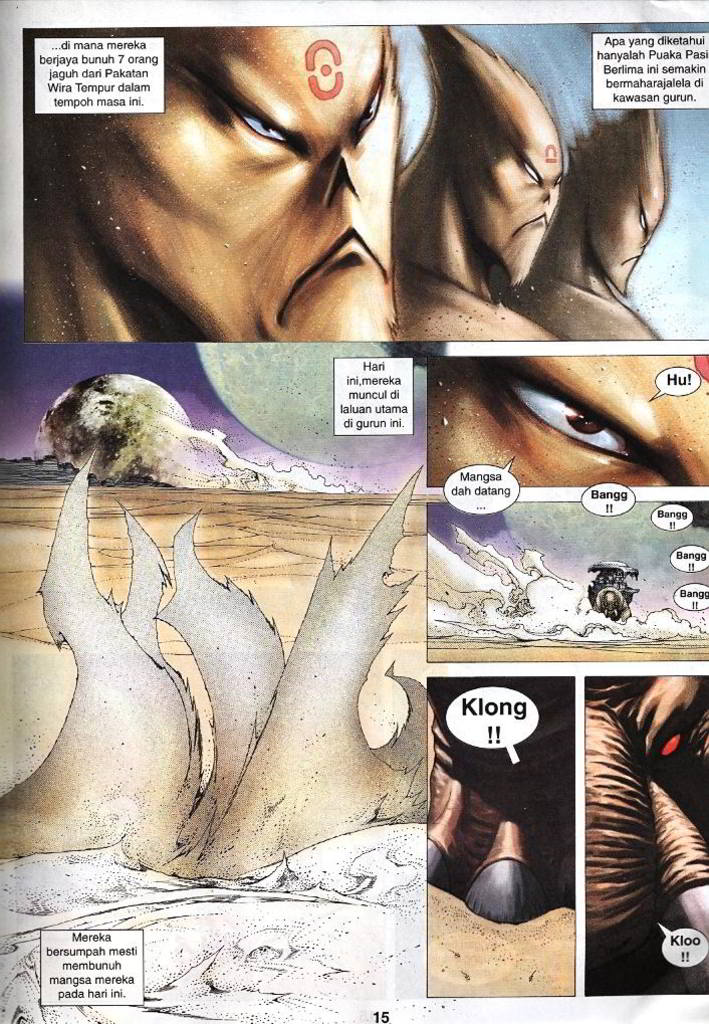 ...di mana mereka
berjaya bunuh 7 orang
jaguh dari Pakatan
Wira Tempur dalam
tempoh masa ini.
Apa yang diketahui
hanyalah Puaka Pasi
Berlima ini semakin
bermaharajalela di
kawasan gurun.
Hari
ini,mereka
muncul di
laluan utama
di gurun ini.
Hu!
Mangsa
dah datang
...
Bangg
!!
Bangg
!!
Bangg
!!
Bangg
!!
Klong
!!
Kloo
!!
Mereka
bersumpah mesti
membunuh
mangsa mereka
pada hari ini.
15